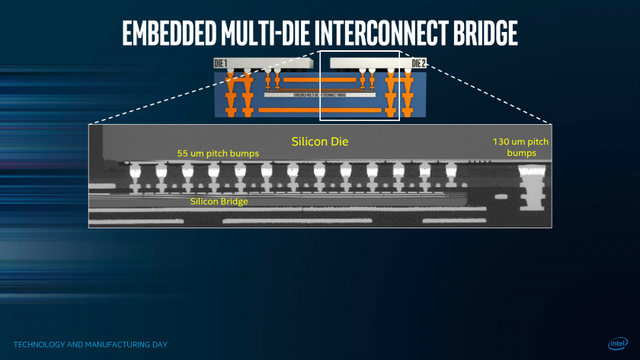 EMBEDDED MULTI-DIE INTERCONNECT BRIDGE
DIE 1
DIE 2
EMBEDDED MULTI-DIE INTERCONNECT BRIDGE
Silicon Die
55 um pitch bumps
130 um pitch
bumps
Silicon Bridge
TECHNOLOGY AND MANUFACTURING DAY
intel